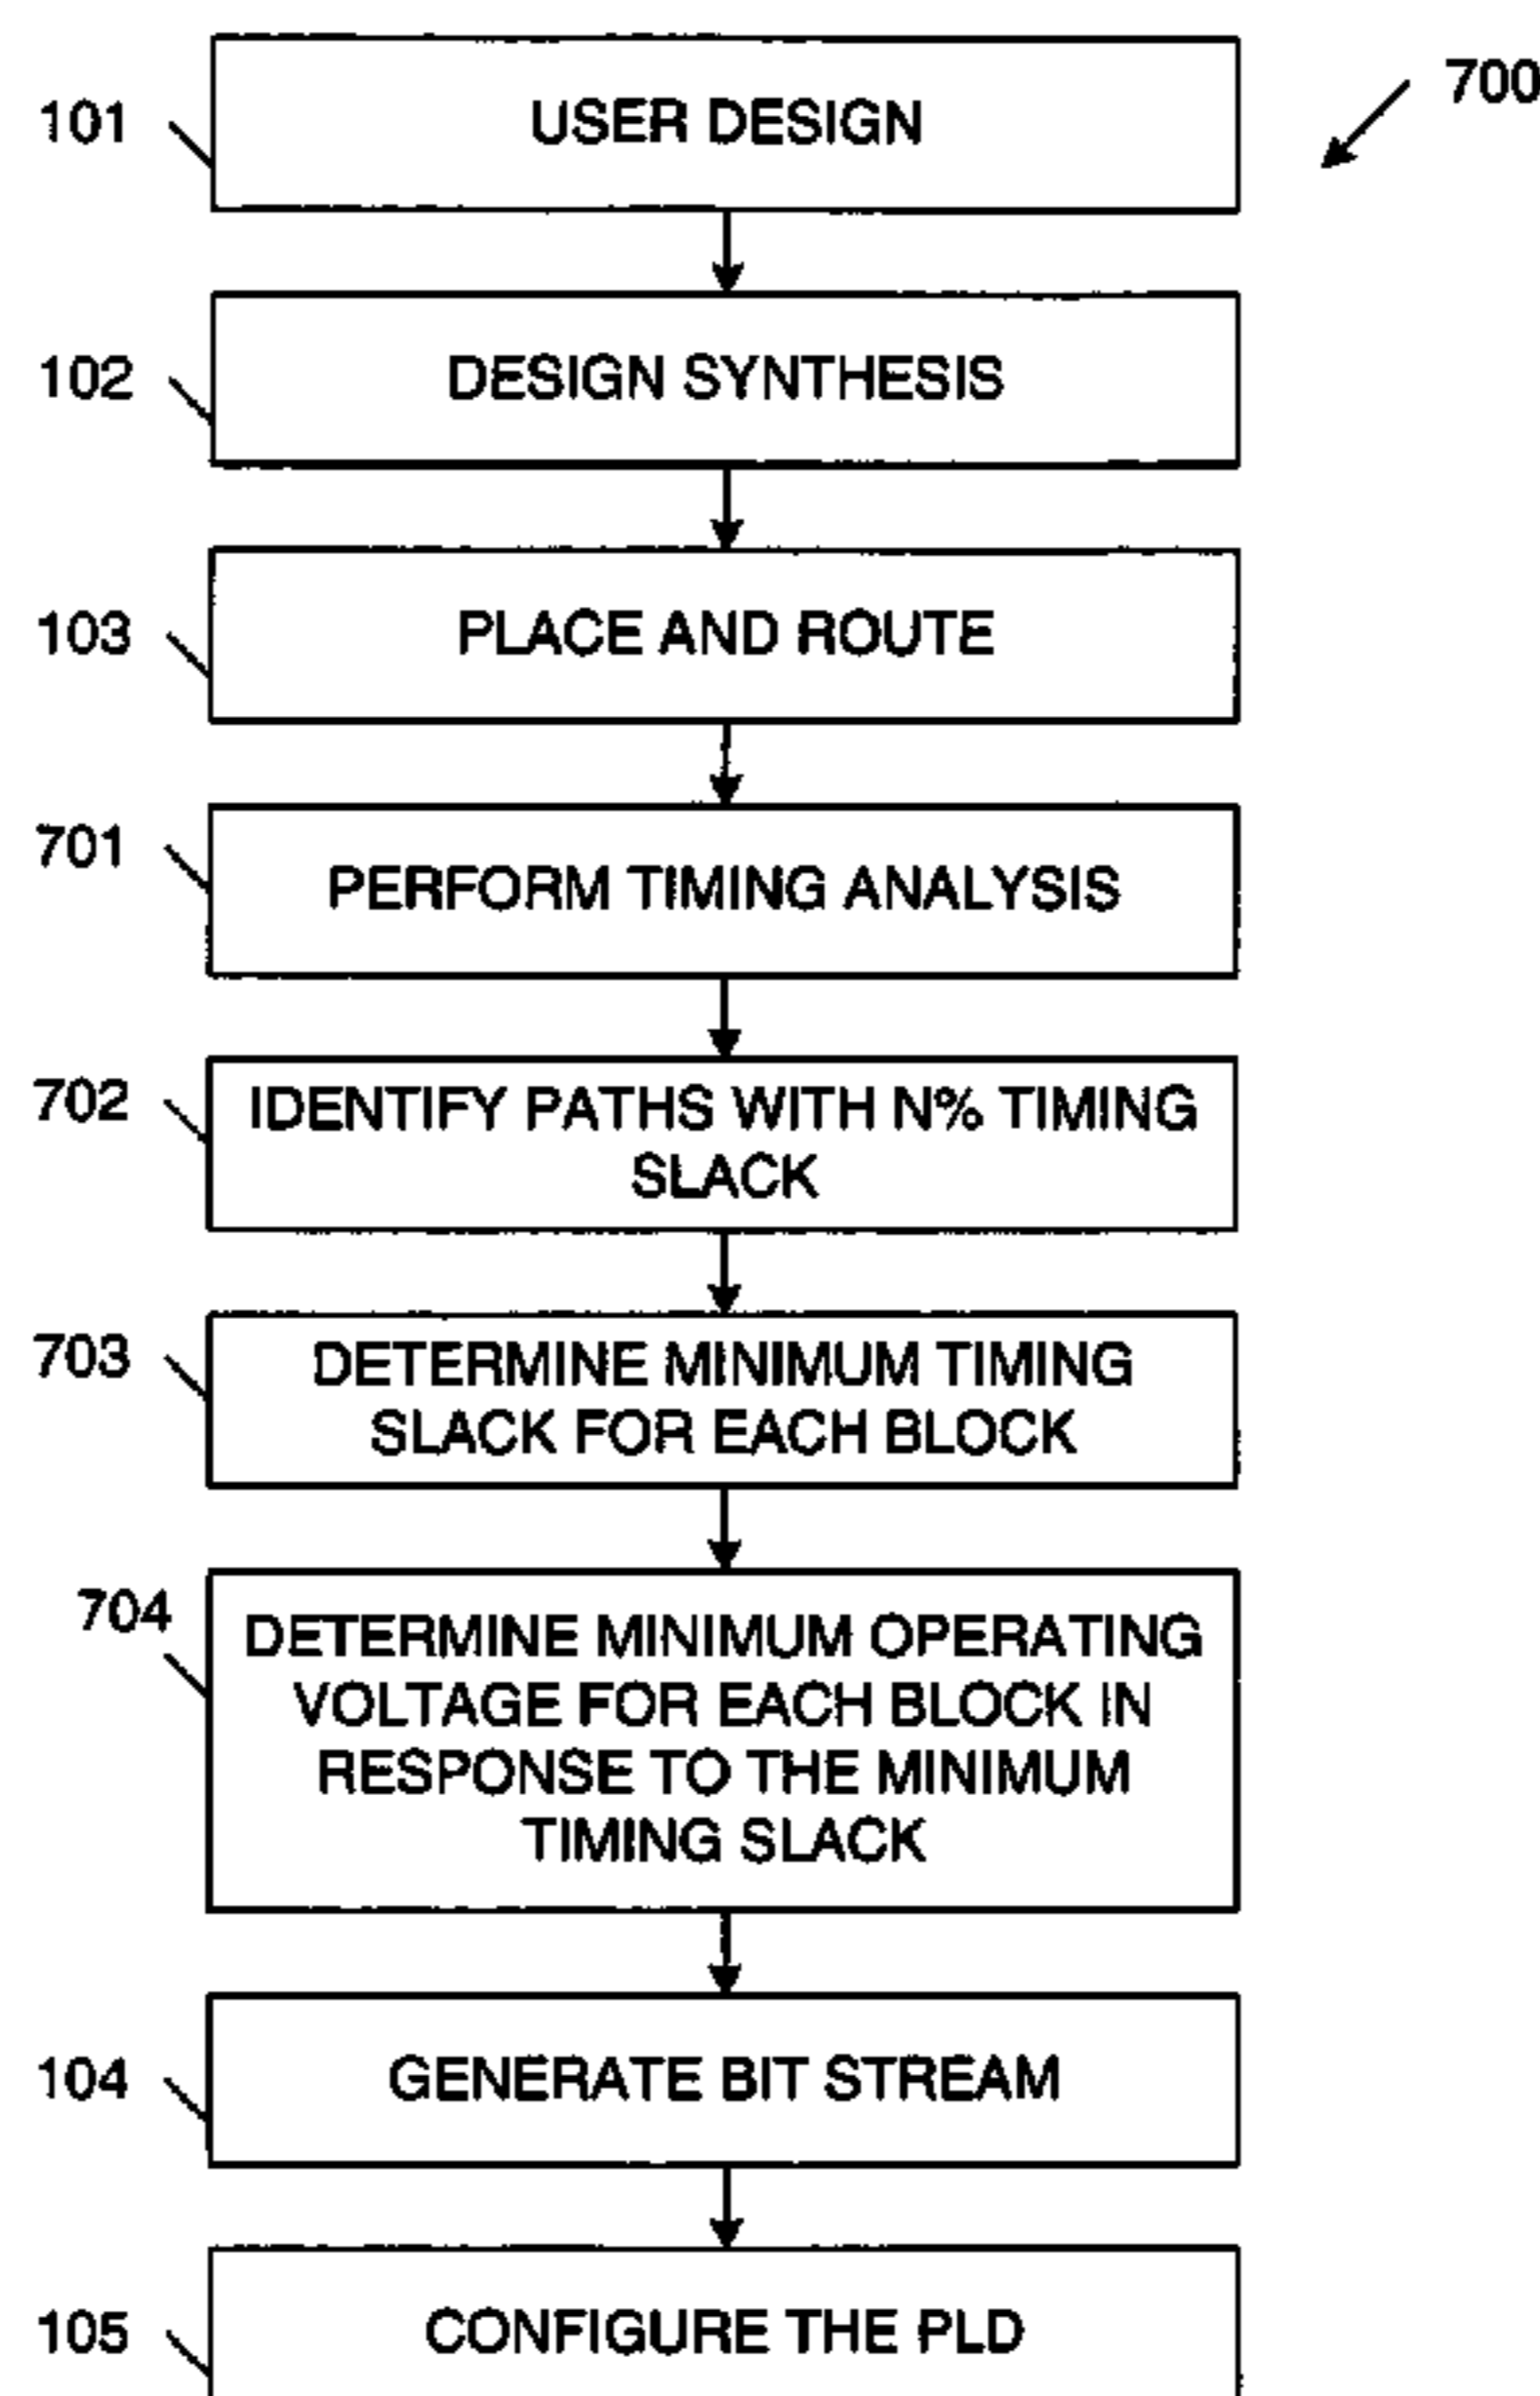 700
101
USER DESIGN
102
DESIGN SYNTHESIS
103
PLACE AND ROUTE
701
PERFORM TIMING ANALYSIS
702
IDENTIFY PATHS WITH N% TIMING
SLACK
703
DETERMINE MINIMUM TIMING
SLACK FOR EACH BLOCK
704
DETERMINE MINIMUM OPERATING
VOLTAGE FOR EACH BLOCK IN
RESPONSE TO THE MINIMUM
TIMING SLACK
104
GENERATE BIT STREAM
105
CONFIGURE THE PLD